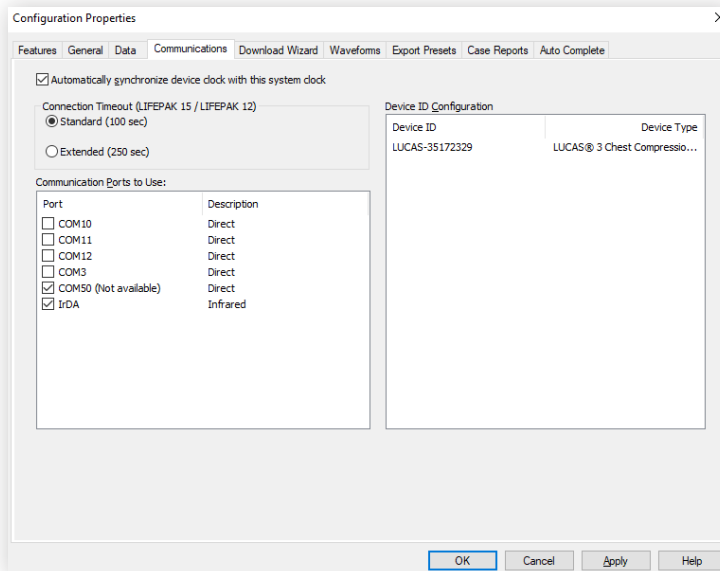 Configuration Properties
Features General Data Communications Download Wizard Waveforms Export Presets Case Reports Auto Complete
Automatically synchronize device clock with this system clock
Connection Timeout (LIFEPAK 15 / LIFEPAK 12)
Standard (100 sec)
Extended (250 sec)
Communication Ports to Use:
Port Description
COM10 Direct
COM11 Direct
COM12 Direct
COM3 Direct
COM50 (Not available) Direct
IrDA Infrared
Device ID Configuration
Device ID Device Type
LUCAS-35172329 LUCAS® 3 Chest Compressio...
OK Cancel Apply Help